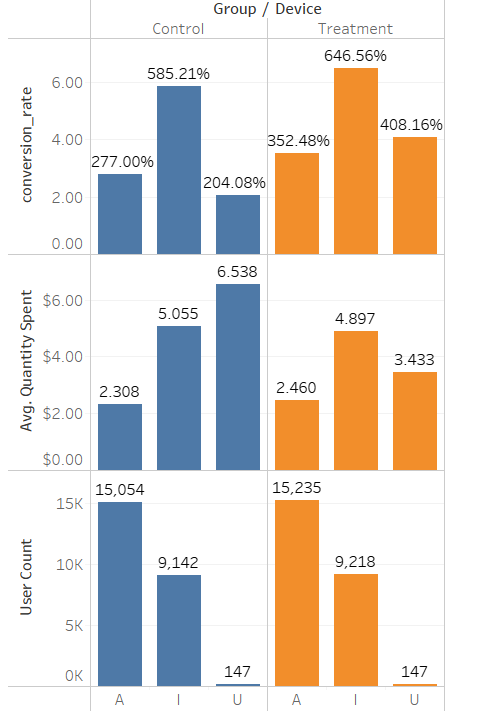 Group / Device
Control Treatment
conversion_rate
6.00
4.00
2.00
0.00
277.00%
585.21%
204.08%
352.48%
646.56%
408.16%
Avg. Quantity Spent
$6.00
$4.00
$2.00
$0.00
2.308
5.055
6.538
2.460
4.897
3.433
User Count
15K
10K
5K
0K
15,054
9,142
147
15,235
9,218
147
A I U A I U